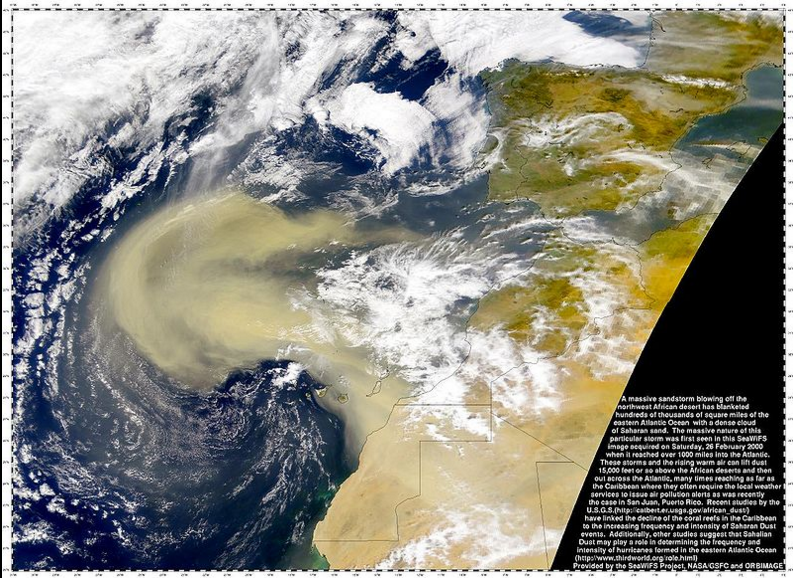 A massive sandstorm blowing off the
northwest African desert has blanketed
hundreds of thousands of square miles of the
eastern Atlantic Ocean with a dense cloud
of Saharan sand. The massive nature of this
particular storm was first seen in this SeaWiFS
image acquired on Saturday, 26 February 2000
when it reached over 1000 miles into the Atlantic.
These storms and the rising warm air can lift dust
15,000 feet or so above the African deserts and then
out across the Atlantic, many times reaching as far as
the Caribbean where they often require the local weather
services to issue air pollution alerts as was recently
the case in San Juan, Puerto Rico. Recent studies by the
U.S.G.S.(http://catbert.er.usgs.gov/african_dust/)
have linked the decline of the coral reefs in the Caribbean
to the increasing frequency and intensity of Saharan Dust
events. Additionally, other studies suggest that Sahalian
Dust may play a role in determining the frequency and
intensity of hurricanes formed in the eastern Atlantic Ocean
(http://www.thirdworld.org/role.html)
Provided by the SeaWiFS Project, NASA/GSFC and ORBIMAGE